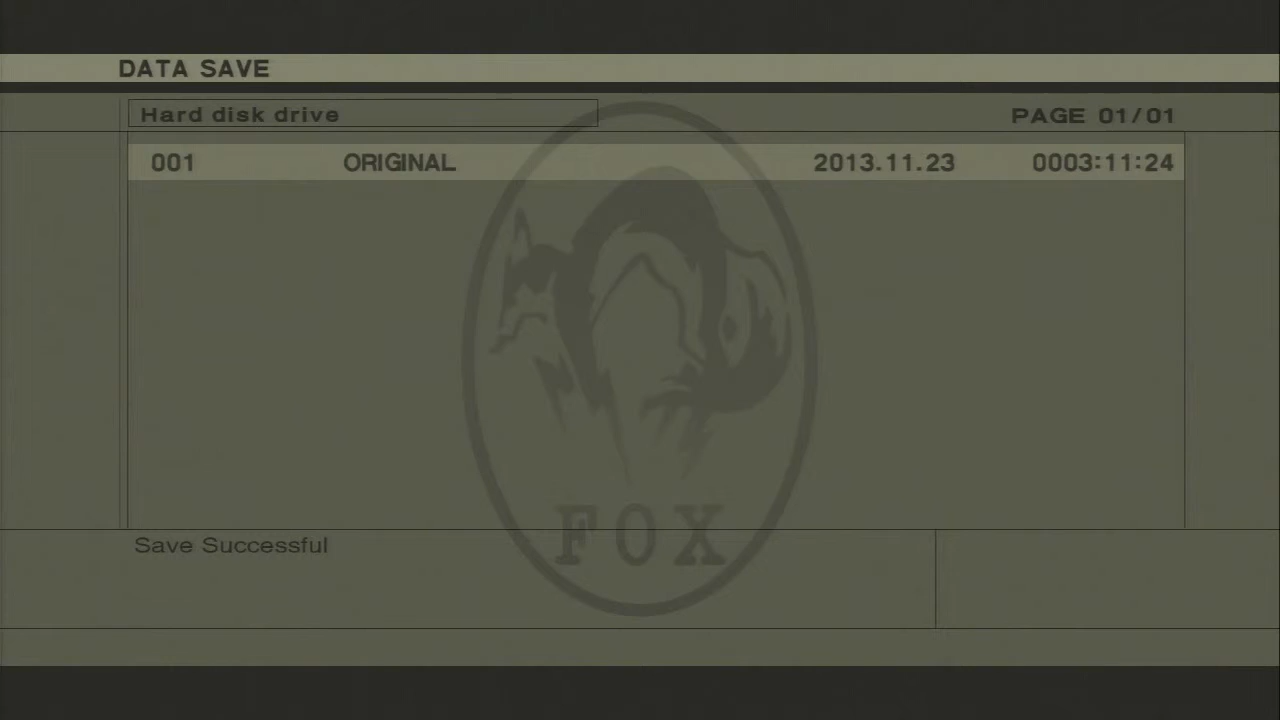 DATA SAVE
Hard disk drive PAGE 01/01
001 ORIGINAL 2013.11.23 0003:11:24
FOX
Save Successful